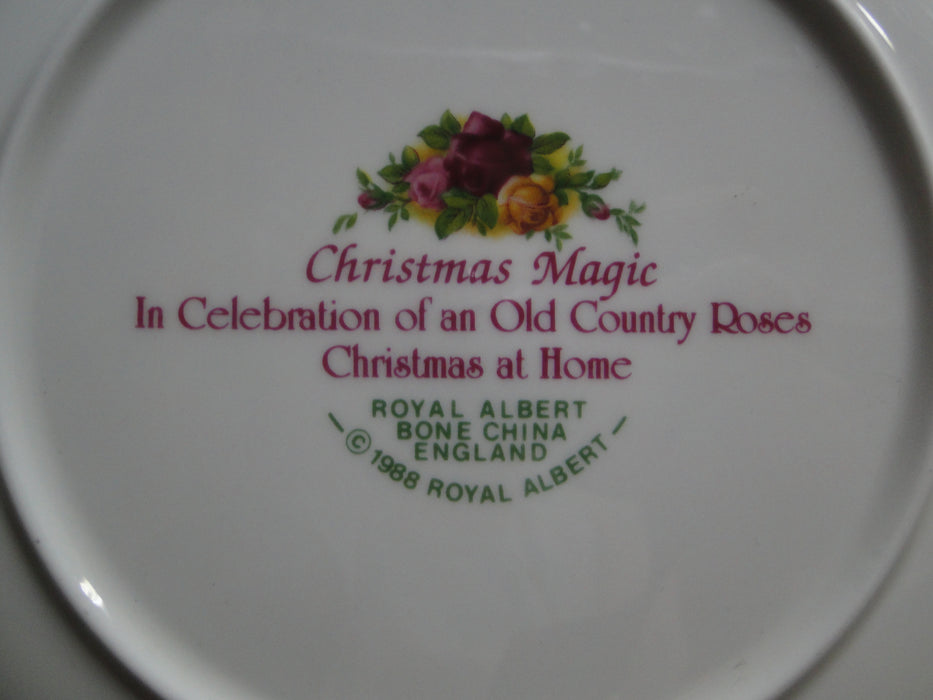 Christmas Magic
In Celebration of an Old Country Roses
Christmas at Home
ROYAL ALBERT
BONE CHINA
ENGLAND
© 1988 ROYAL ALBERT